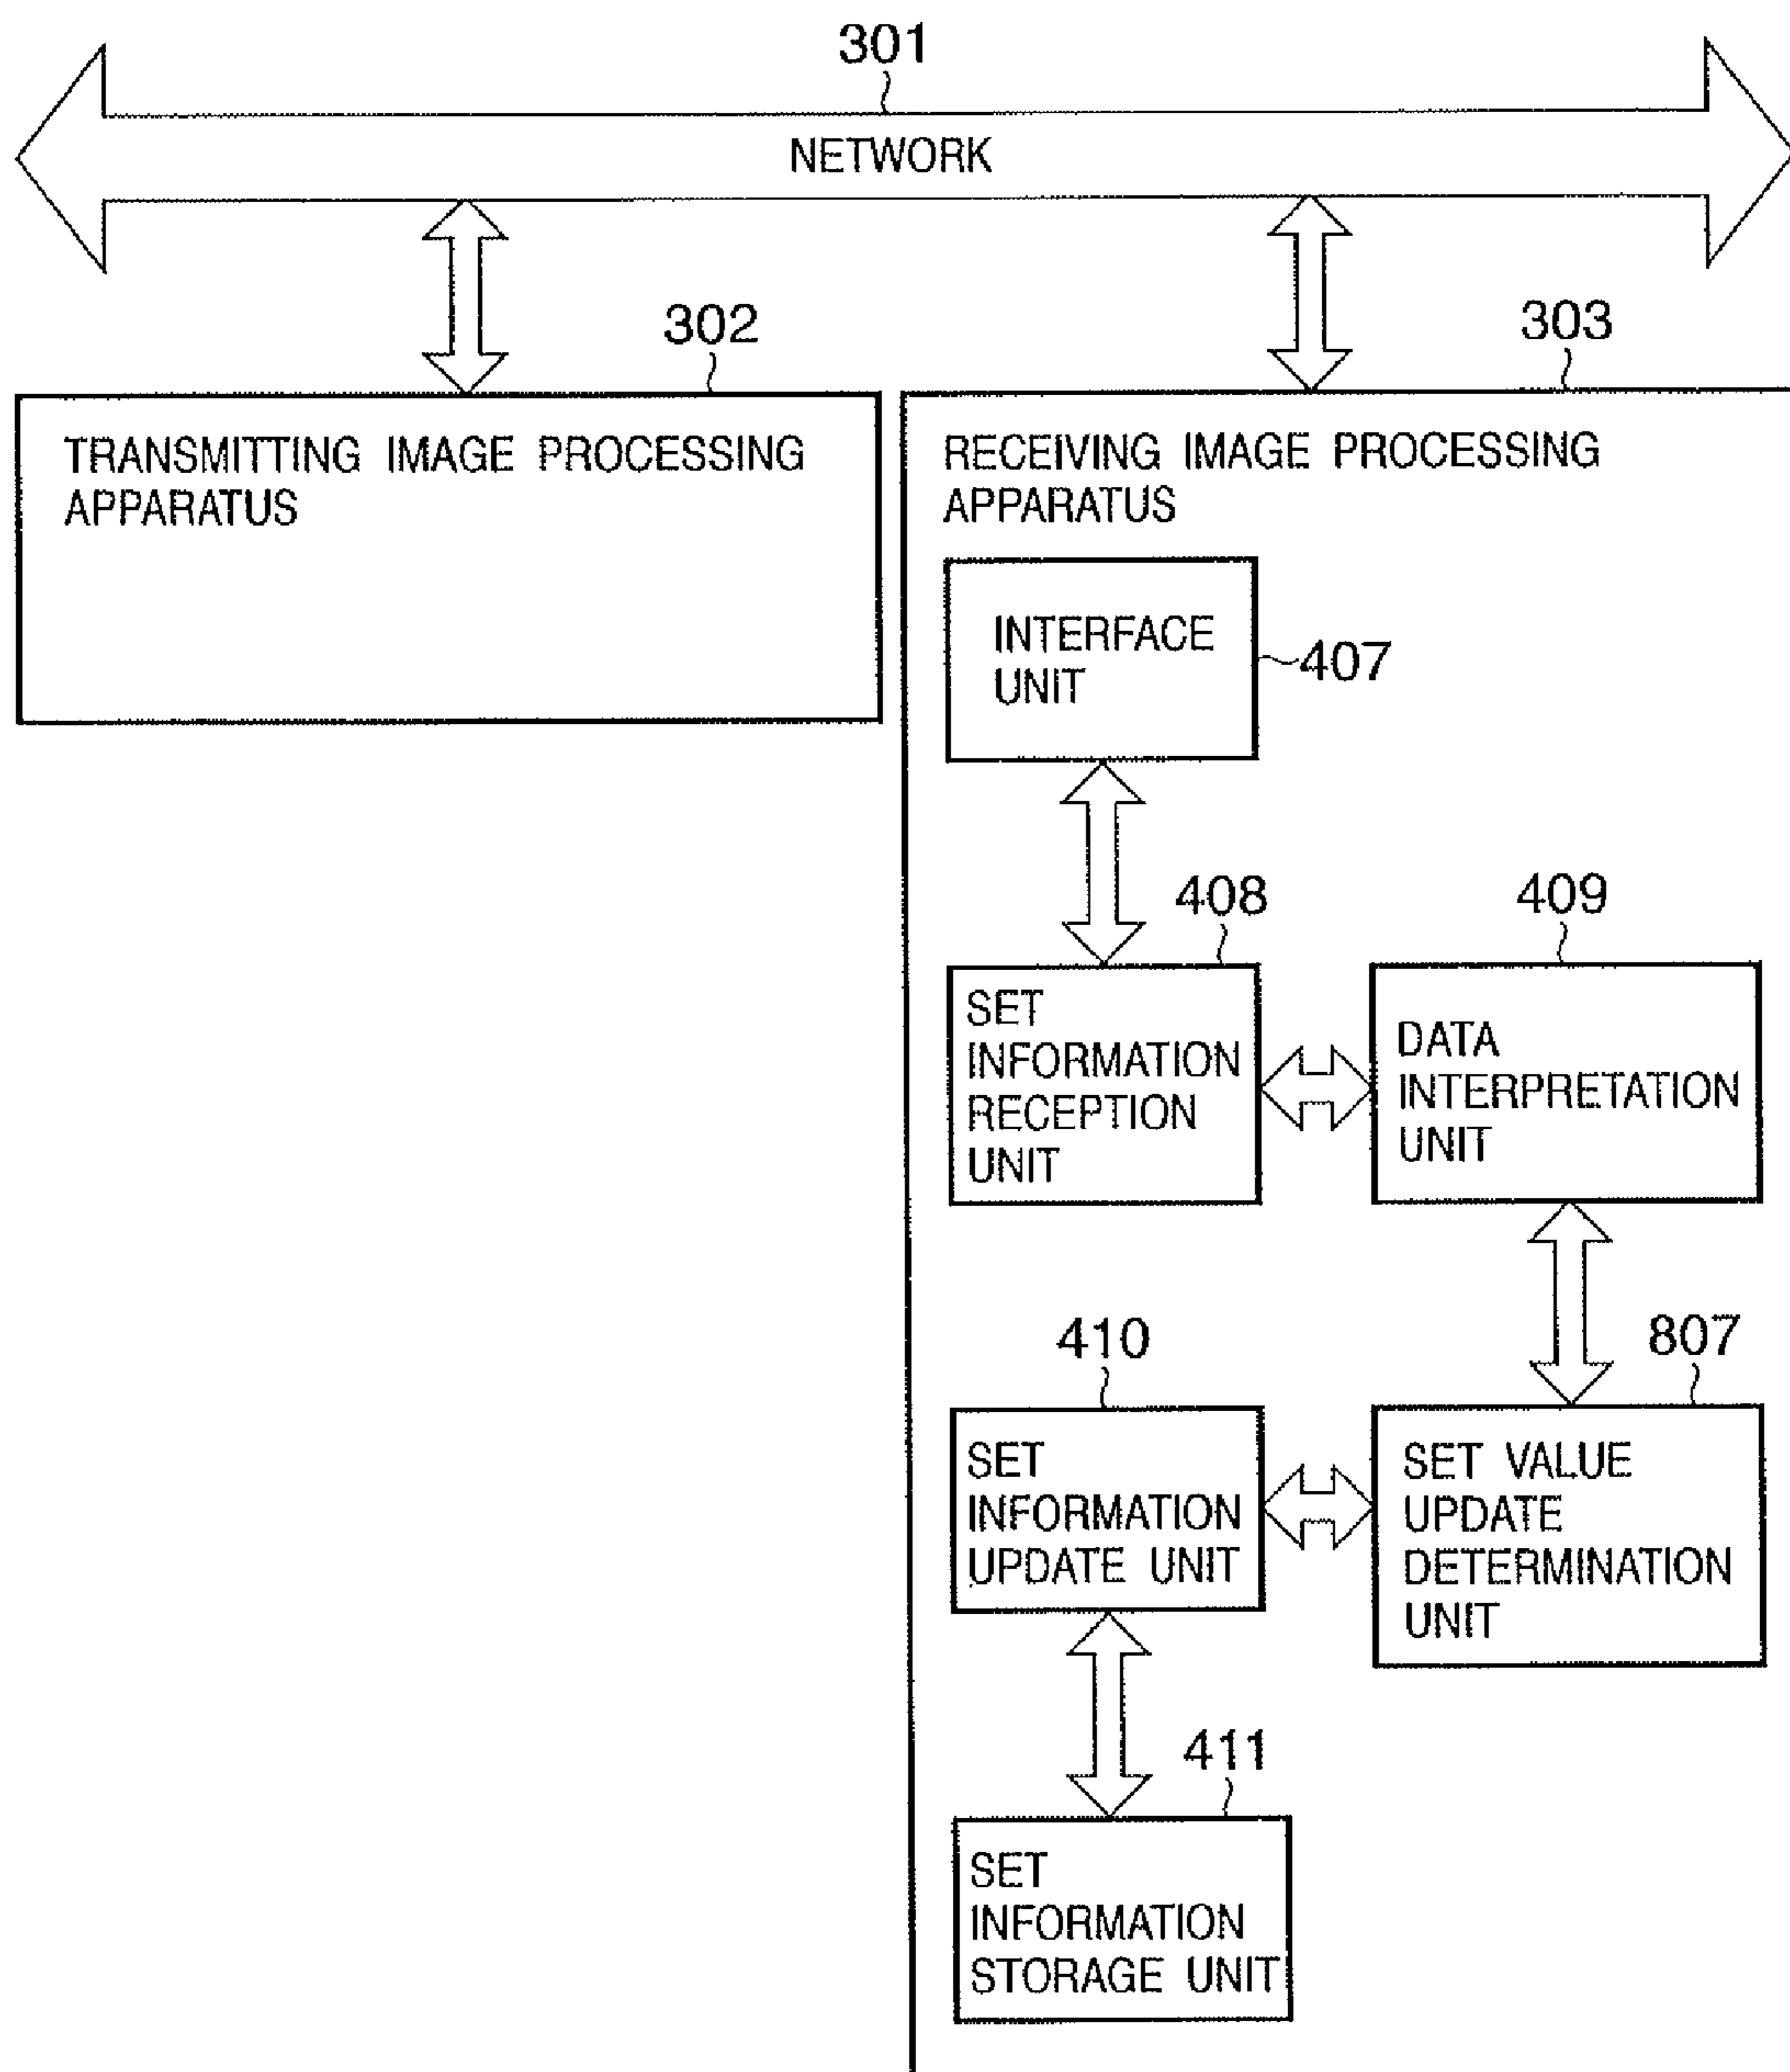 301
NETWORK
302
303
TRANSMITTING IMAGE PROCESSING
APPARATUS
RECEIVING IMAGE PROCESSING
APPARATUS
INTERFACE
UNIT
407
408
409
SET
INFORMATION
RECEPTION
UNIT
DATA
INTERPRETATION
UNIT
410
807
SET
INFORMATION
UPDATE UNIT
SET VALUE
UPDATE
DETERMINATION
UNIT
411
SET
INFORMATION
STORAGE UNIT